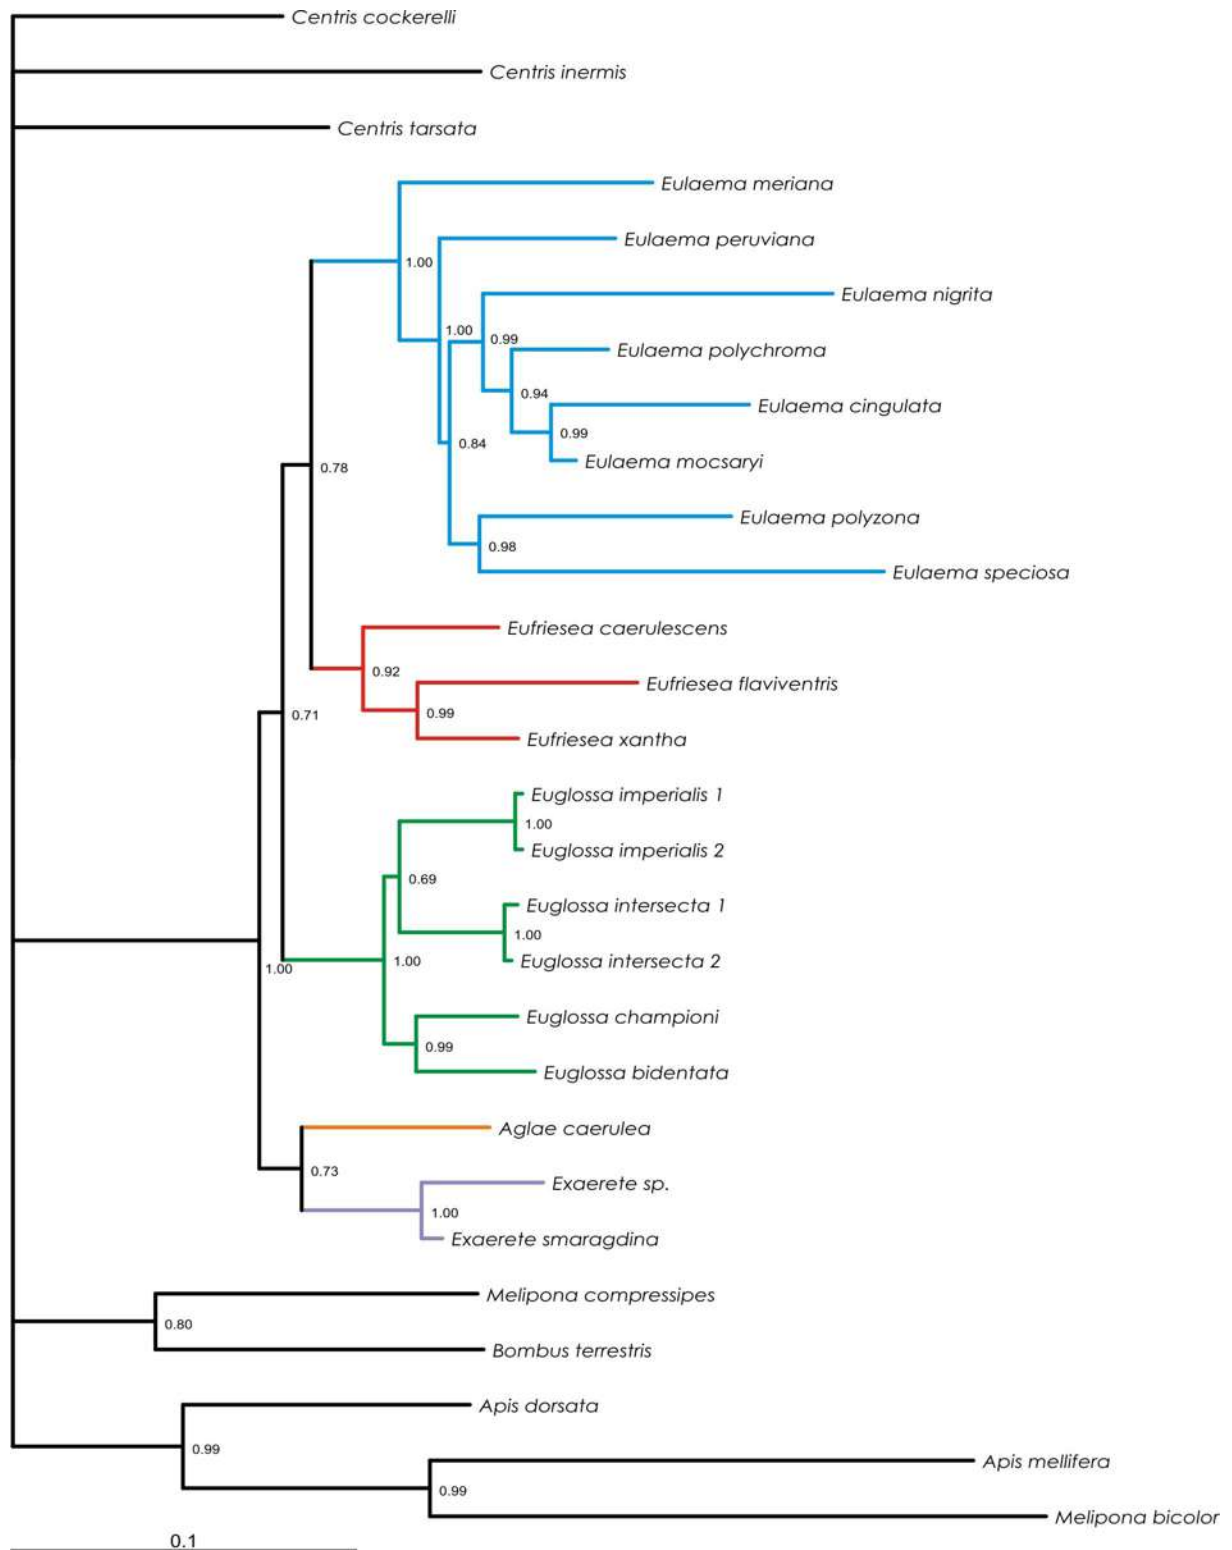 Centris cockerelli
Centris inermis
Centris tarsata
Eulaema meriana
Eulaema peruviana
1.00
Eulaema nigrita
1.00
0.99
Eulaema polychroma
0.94
Eulaema cingulata
0.99
0.84
Eulaema mocsaryi
0.78
Eulaema polyzona
0.98
Eulaema speciosa
Eufriesea caerulescens
0.92
Eufriesea flaviventris
0.99
0.71
Eufriesea xantha
Euglossa imperialis 1
1.00
Euglossa imperialis 2
0.69
Euglossa intersecta 1
1.00
Euglossa intersecta 2
1.00
1.00
Euglossa championi
0.99
Euglossa bidentata
Aglae caerulea
0.73
Exaerete sp.
1.00
Exaerete smaragdina
Melipona compressipes
0.80
Bombus terrestris
Apis dorsata
0.99
Apis mellifera
0.99
Melipona bicolor
0.1